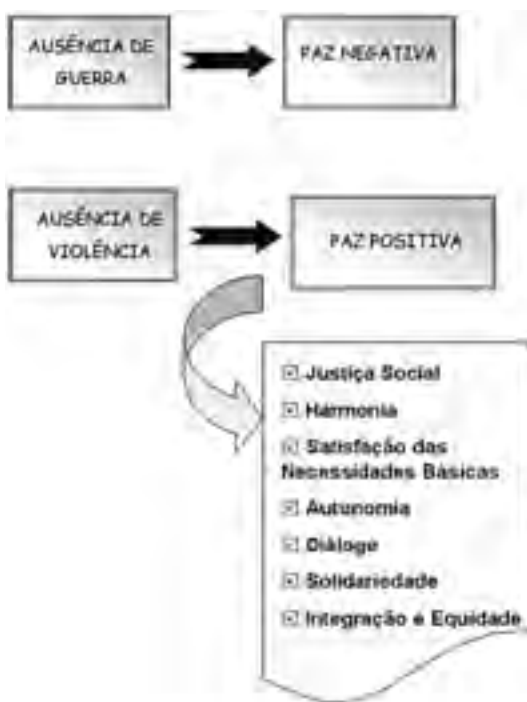 AUSÊNCIA DE
GUERRA
PAZ NEGATIVA
AUSÊNCIA DE
VIOLÊNCIA
PAZ POSITIVA
☑ Justiça Social
☑ Harmonia
☑ Satisfação das
Necessidades Básicas
☑ Autonomia
☑ Diálogo
☑ Solidariedade
☑ Integração e Equidade